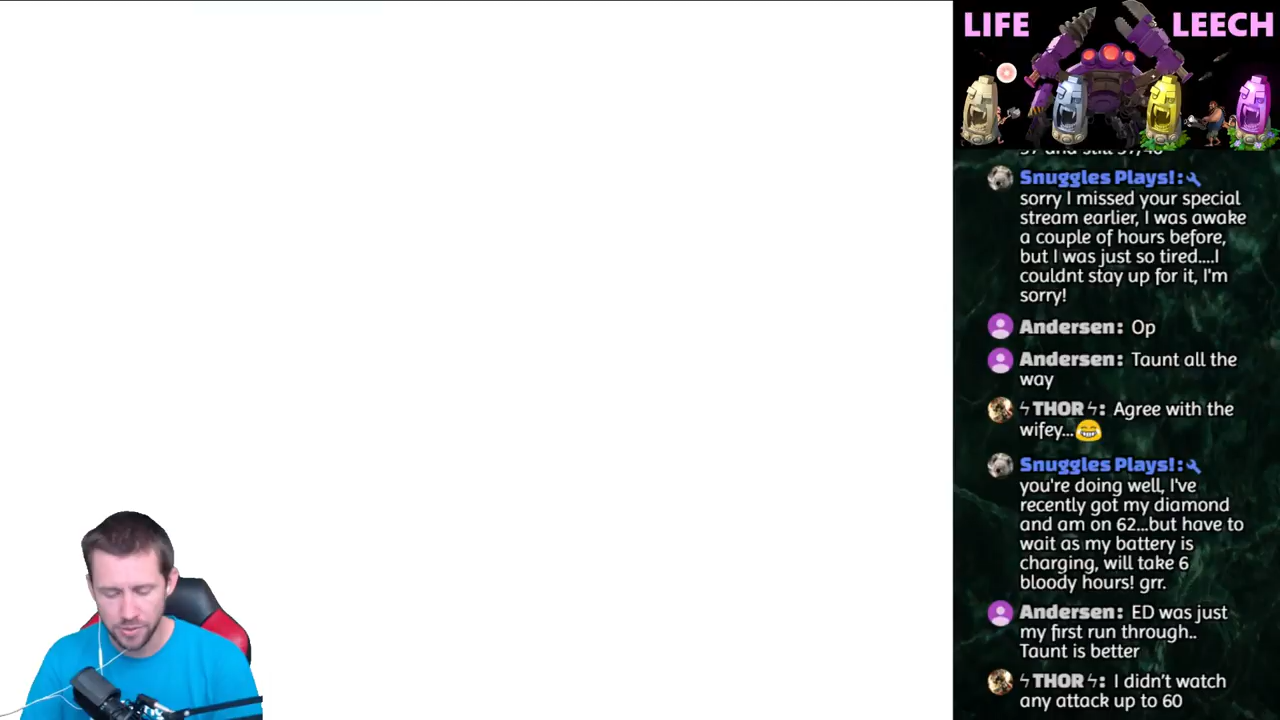 LIFE LEECH
Snuggles Plays!:
sorry I missed your special
stream earlier, I was awake
a couple of hours before,
but I was just so tired....I
couldnt stay up for it, I'm
sorry!
Andersen: Op
Andersen: Taunt all the
way
ϟ THOR ϟ: Agree with the
wifey...😂
Snuggles Plays!:
you're doing well, I've
recently got my diamond
and am on 62...but have to
wait as my battery is
charging, will take 6
bloody hours! grr.
Andersen: ED was just
my first run through..
Taunt is better
ϟ THOR ϟ: I didn't watch
any attack up to 60